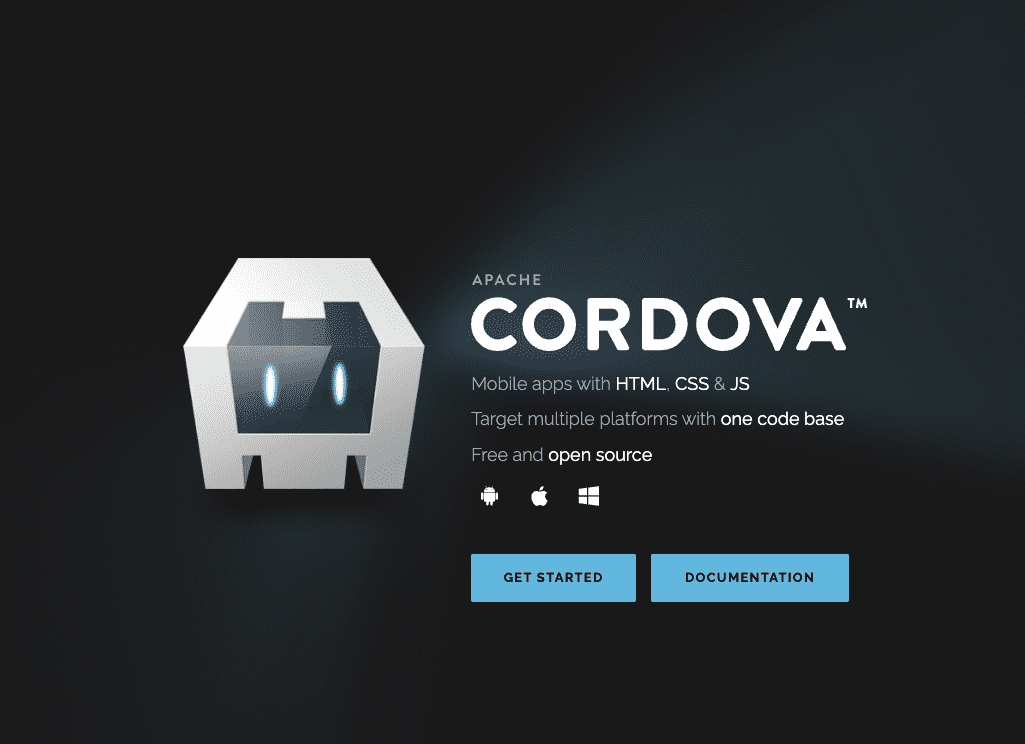 APACHE
CORDOVA™
Mobile apps with HTML, CSS & JS
Target multiple platforms with one code base
Free and open source
GET STARTED
DOCUMENTATION